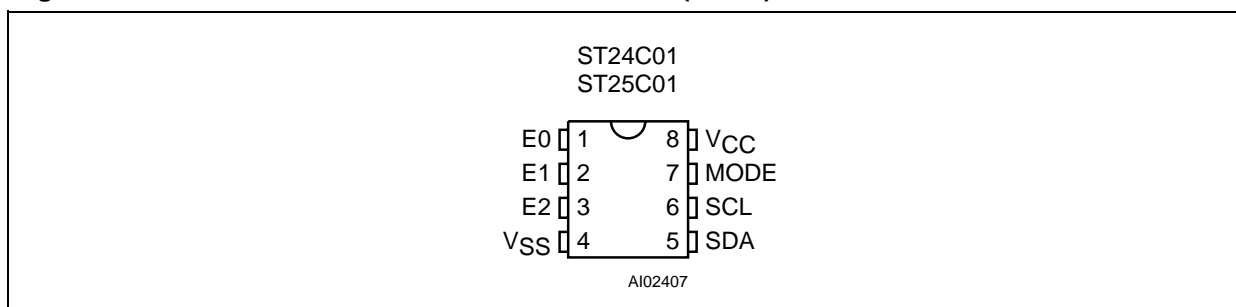 ST24C01
ST25C01
E0 1 8 VCC
E1 2 7 MODE
E2 3 6 SCL
VSS 4 5 SDA
AI02407